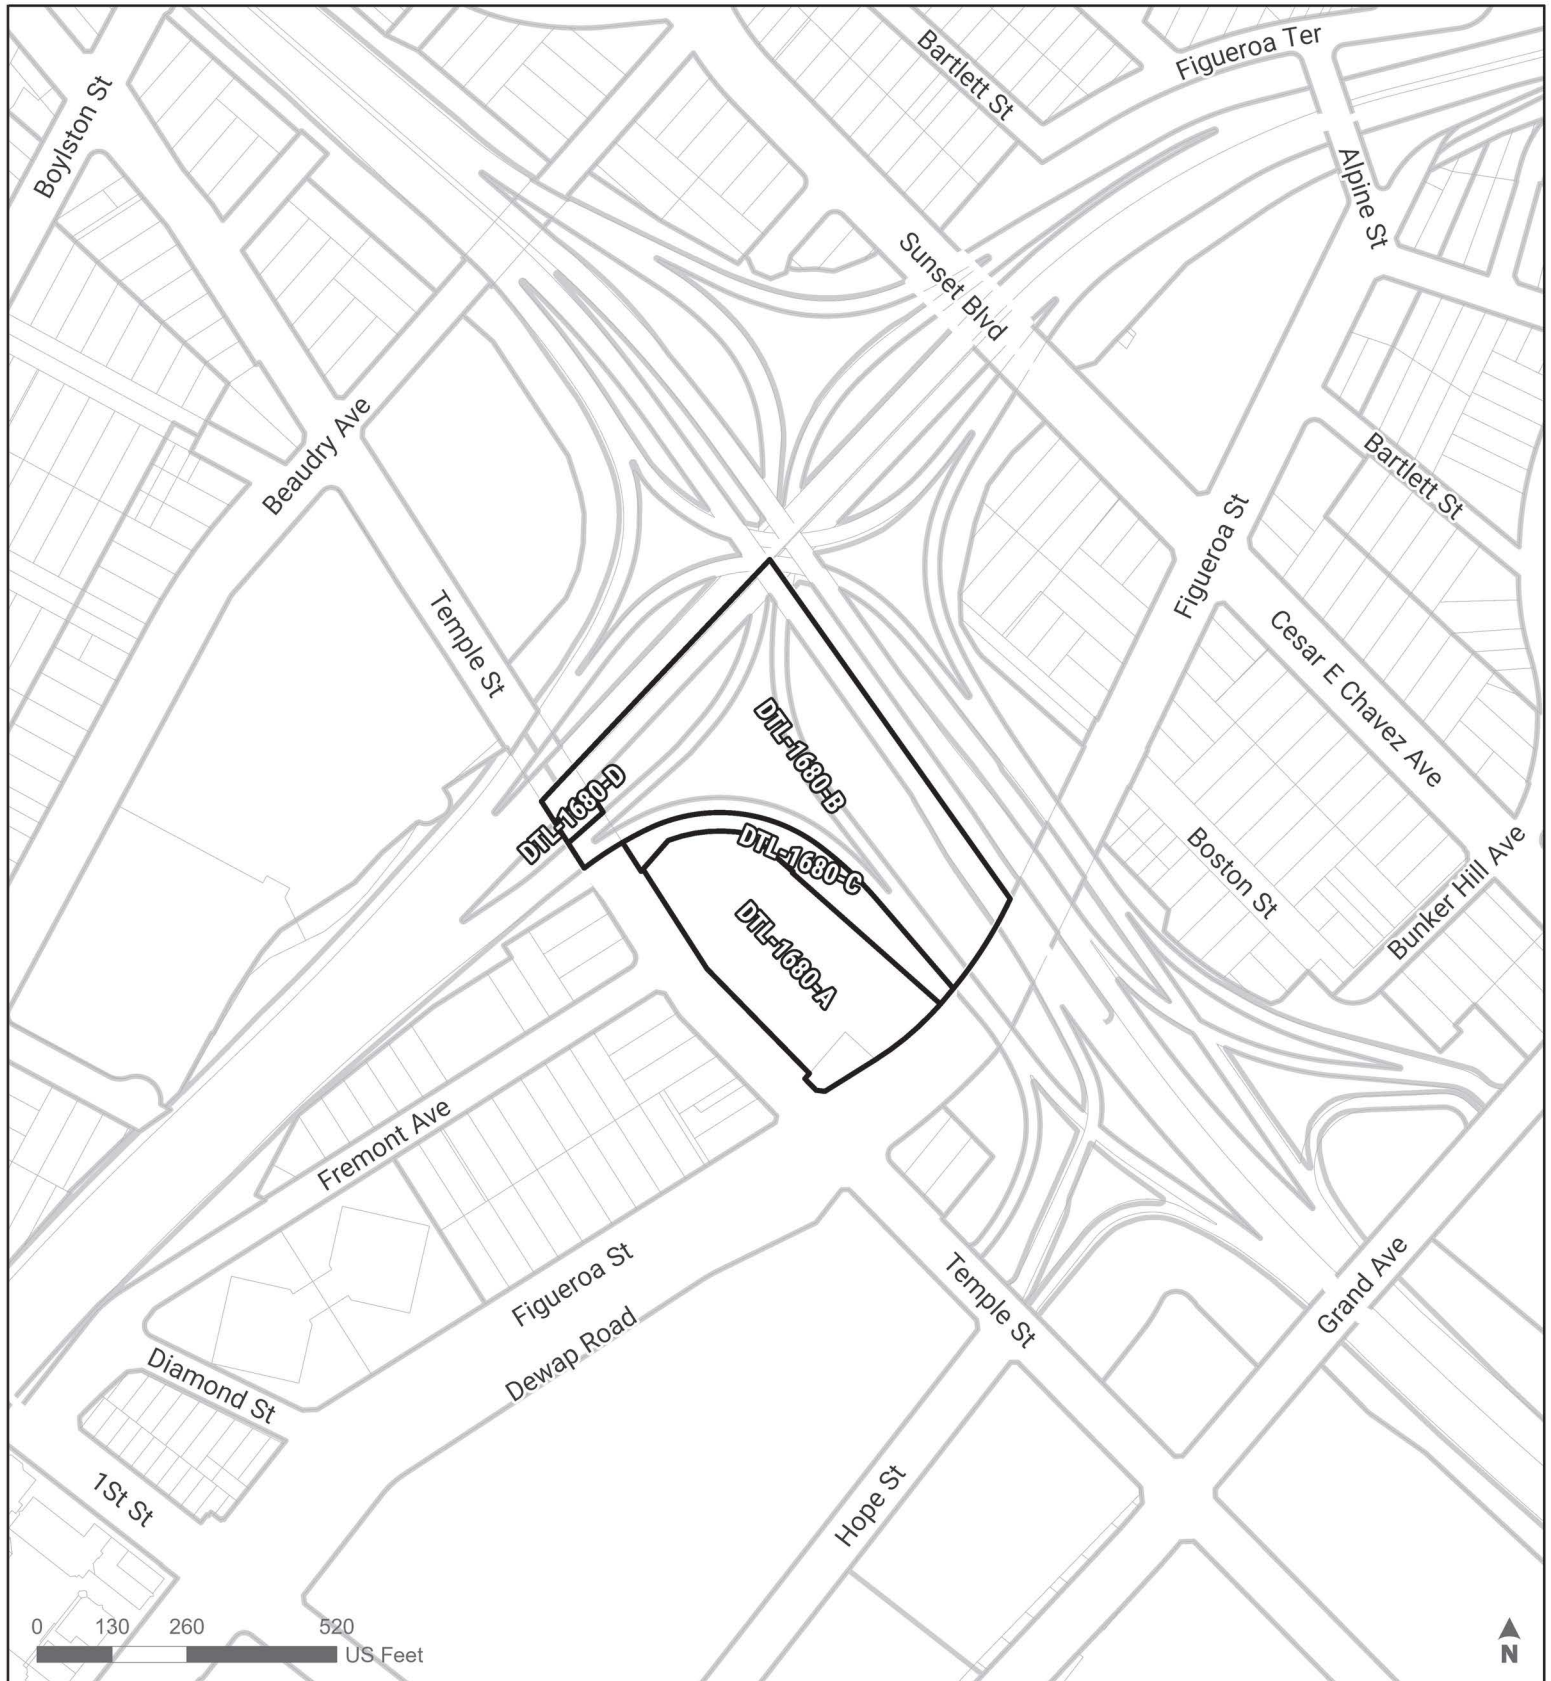 Bartlett St
Figueroa Ter
Boylston St
Alpine St
Sunset Blvd
Beaudry Ave
Bartlett St
Figueroa St
Temple St
Cesar E Chavez Ave
DTL-1680-B
DTL-1680-D
DTL-1680-C
Boston St
Bunker Hill Ave
DTL-1680-A
Fremont Ave
Figueroa St
Temple St
Grand Ave
Dewap Road
Diamond St
1St St
Hope St
0 130 260 520
US Feet
N